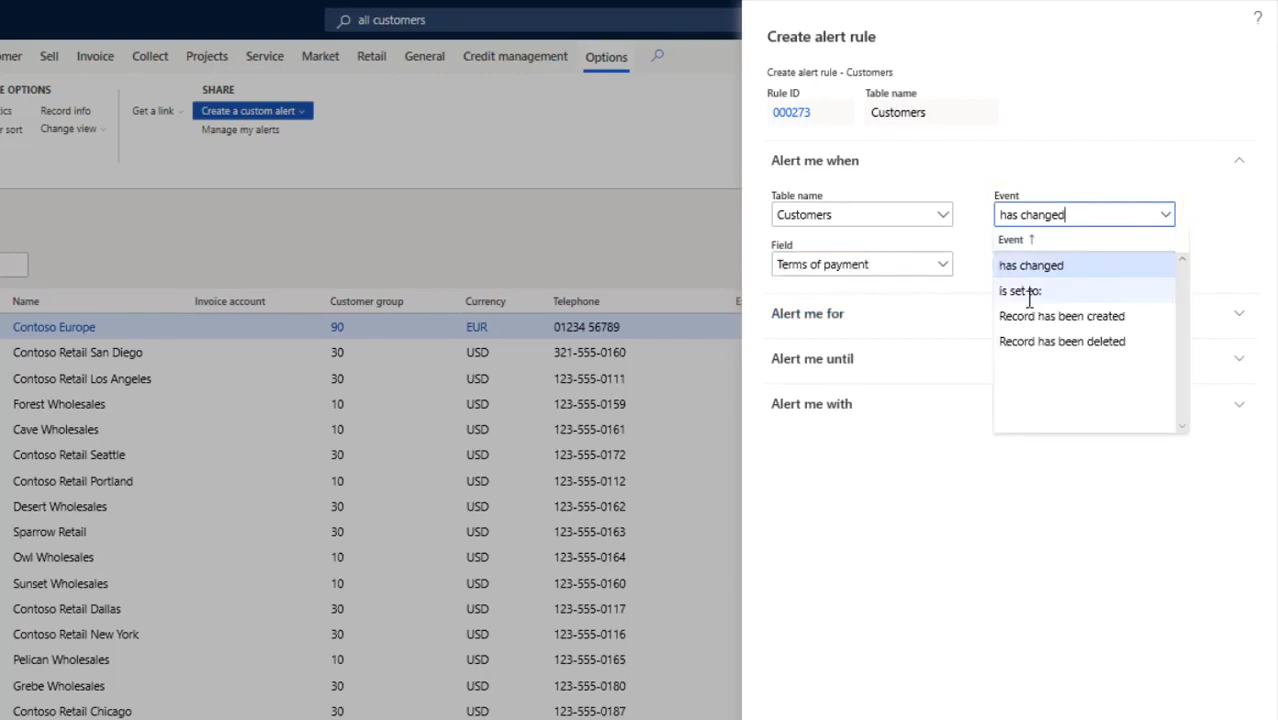 all customers
?
omer Sell Invoice Collect Projects Service Market Retail General Credit management Options
E OPTIONS
SHARE
tics Record info Get a link Create a custom alert
r sort Change view Manage my alerts
Name Invoice account Customer group Currency Telephone E
Contoso Europe 90 EUR 01234 56789
Contoso Retail San Diego 30 USD 321-555-0160
Contoso Retail Los Angeles 30 USD 123-555-0111
Forest Wholesales 10 USD 123-555-0159
Cave Wholesales 10 USD 123-555-0161
Contoso Retail Seattle 30 USD 123-555-0172
Contoso Retail Portland 30 USD 123-555-0112
Desert Wholesales 10 USD 123-555-0162
Sparrow Retail 30 USD 123-555-0163
Owl Wholesales 10 USD 123-555-0164
Sunset Wholesales 10 USD 123-555-0160
Contoso Retail Dallas 30 USD 123-555-0117
Contoso Retail New York 30 USD 123-555-0116
Pelican Wholesales 10 USD 123-555-0165
Grebe Wholesales 30 USD 123-555-0180
Contoso Retail Chicago 30 USD 123-555-0187
Create alert rule
Create alert rule - Customers
Rule ID Table name
000273 Customers
Alert me when
Table name Event
Customers has changed
Field
Terms of payment
Event ↑
has changed
is set to:
Record has been created
Record has been deleted
Alert me for
Alert me until
Alert me with